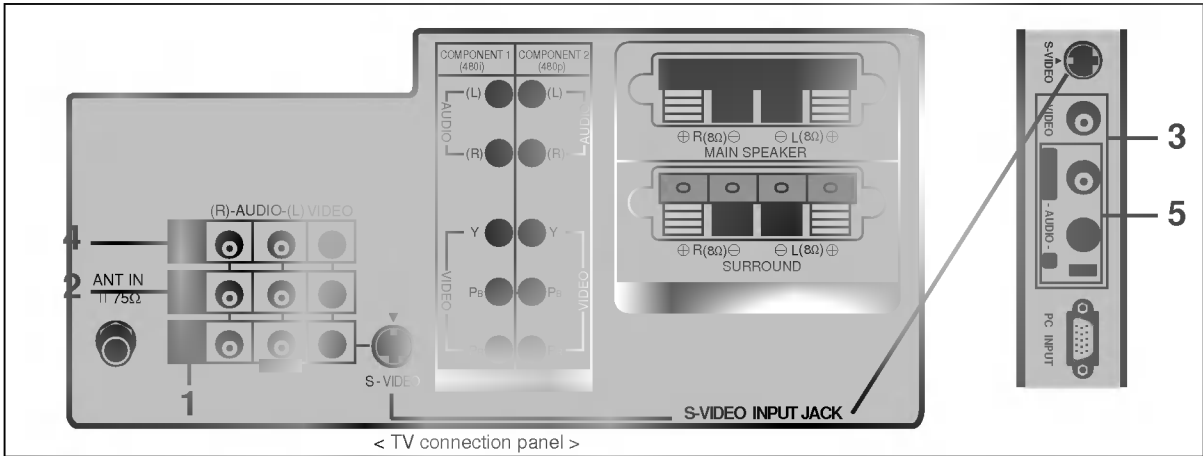 COMPONENT 1 COMPONENT 2
(480i) (480p)
(L) (L)
AUDIO AUDIO
(R) (R)
Y Y
PB PB
VIDEO VIDEO
⊕ R(8Ω)⊖ ⊖ L(8Ω) ⊕
MAIN SPEAKER
⊕ R(8Ω)⊖ ⊖ L(8Ω) ⊕
SURROUND
(R)-AUDIO-(L) VIDEO
4
2
ANT IN
75Ω
1
S-VIDEO
S-VIDEO INPUT JACK
< TV connection panel >
S-VIDEO
VIDEO
3
- AUDIO -
5
PC INPUT